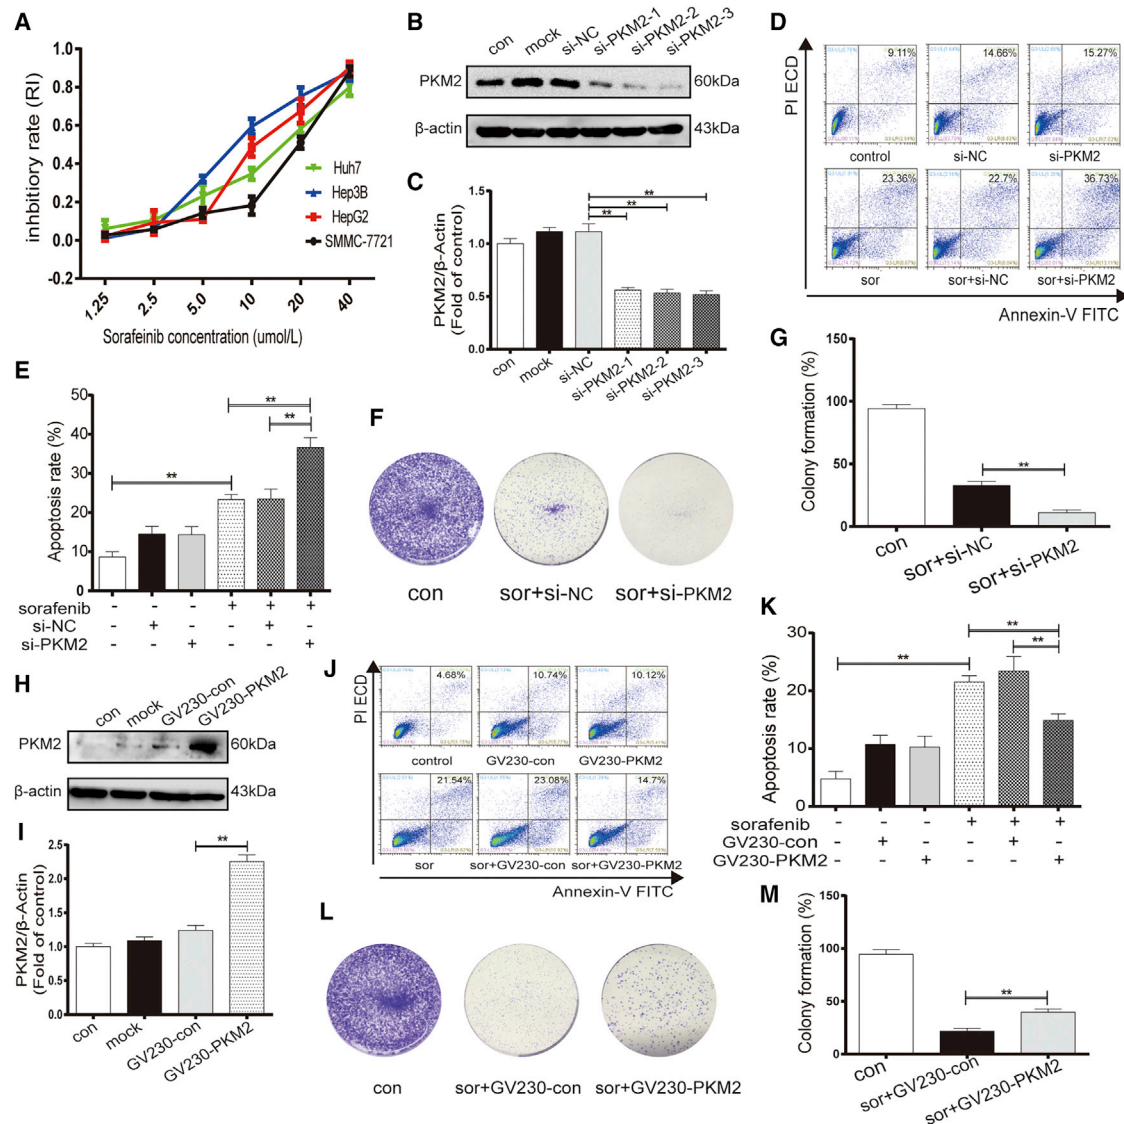 A
inhbitiory rate (RI)
1.0
0.8
0.6
0.4
0.2
0.0
-0.2
Huh7
Hep3B
HepG2
SMMC-7721
1.25
2.5
5.0
10
20
40
Sorafeinib concentration (umol/L)
B
con
mock
si-NC
si-PKM2-1
si-PKM2-2
si-PKM2-3
PKM2
60kDa
β-actin
43kDa
C
PKM2/β-Actin
(Fold of control)
1.5
1.0
0.5
0.0
**
**
**
con
mock
si-NC
si-PKM2-1
si-PKM2-2
si-PKM2-3
D
PI ECD
9.11%
14.66%
15.27%
control
si-NC
si-PKM2
23.36%
22.7%
36.73%
sor
sor+si-NC
sor+si-PKM2
Annexin-V FITC
E
Apoptosis rate (%)
50
40
30
20
10
0
**
**
**
sorafenib - - - + + +
si-NC - + - - + -
si-PKM2 - - + - - +
F
con
sor+si-NC
sor+si-PKM2
G
Colony formation (%)
150
100
50
0
**
con
sor+si-NC
sor+si-PKM2
H
con
mock
GV230-con
GV230-PKM2
PKM2
60kDa
β-actin
43kDa
I
PKM2/β-Actin
(Fold of control)
2.5
2.0
1.5
1.0
0.5
0.0
**
con
mock
GV230-con
GV230-PKM2
J
PI ECD
4.68%
10.74%
10.12%
control
GV230-con
GV230-PKM2
21.54%
23.08%
14.7%
sor
sor+GV230-con
sor+GV230-PKM2
Annexin-V FITC
K
Apoptosis rate (%)
30
20
10
0
**
**
**
sorafenib - - - + + +
GV230-con - + - - + -
GV230-PKM2 - - + - - +
L
con
sor+GV230-con
sor+GV230-PKM2
M
Colony formation (%)
150
100
50
0
**
con
sor+GV230-con
sor+GV230-PKM2